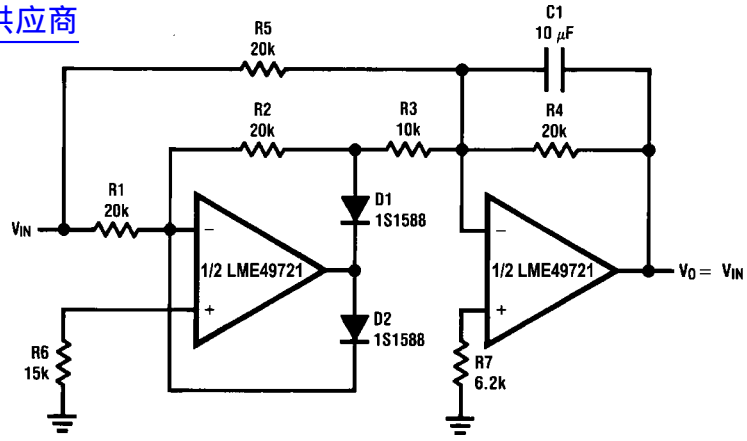 供应商
C1
10 μF
R5
20k
R2
20k
R3
10k
R4
20k
R1
20k
D1
1S1588
VIN
−
+
1/2 LME49721
−
+
1/2 LME49721
VO = VIN
D2
1S1588
R6
15k
R7
6.2k